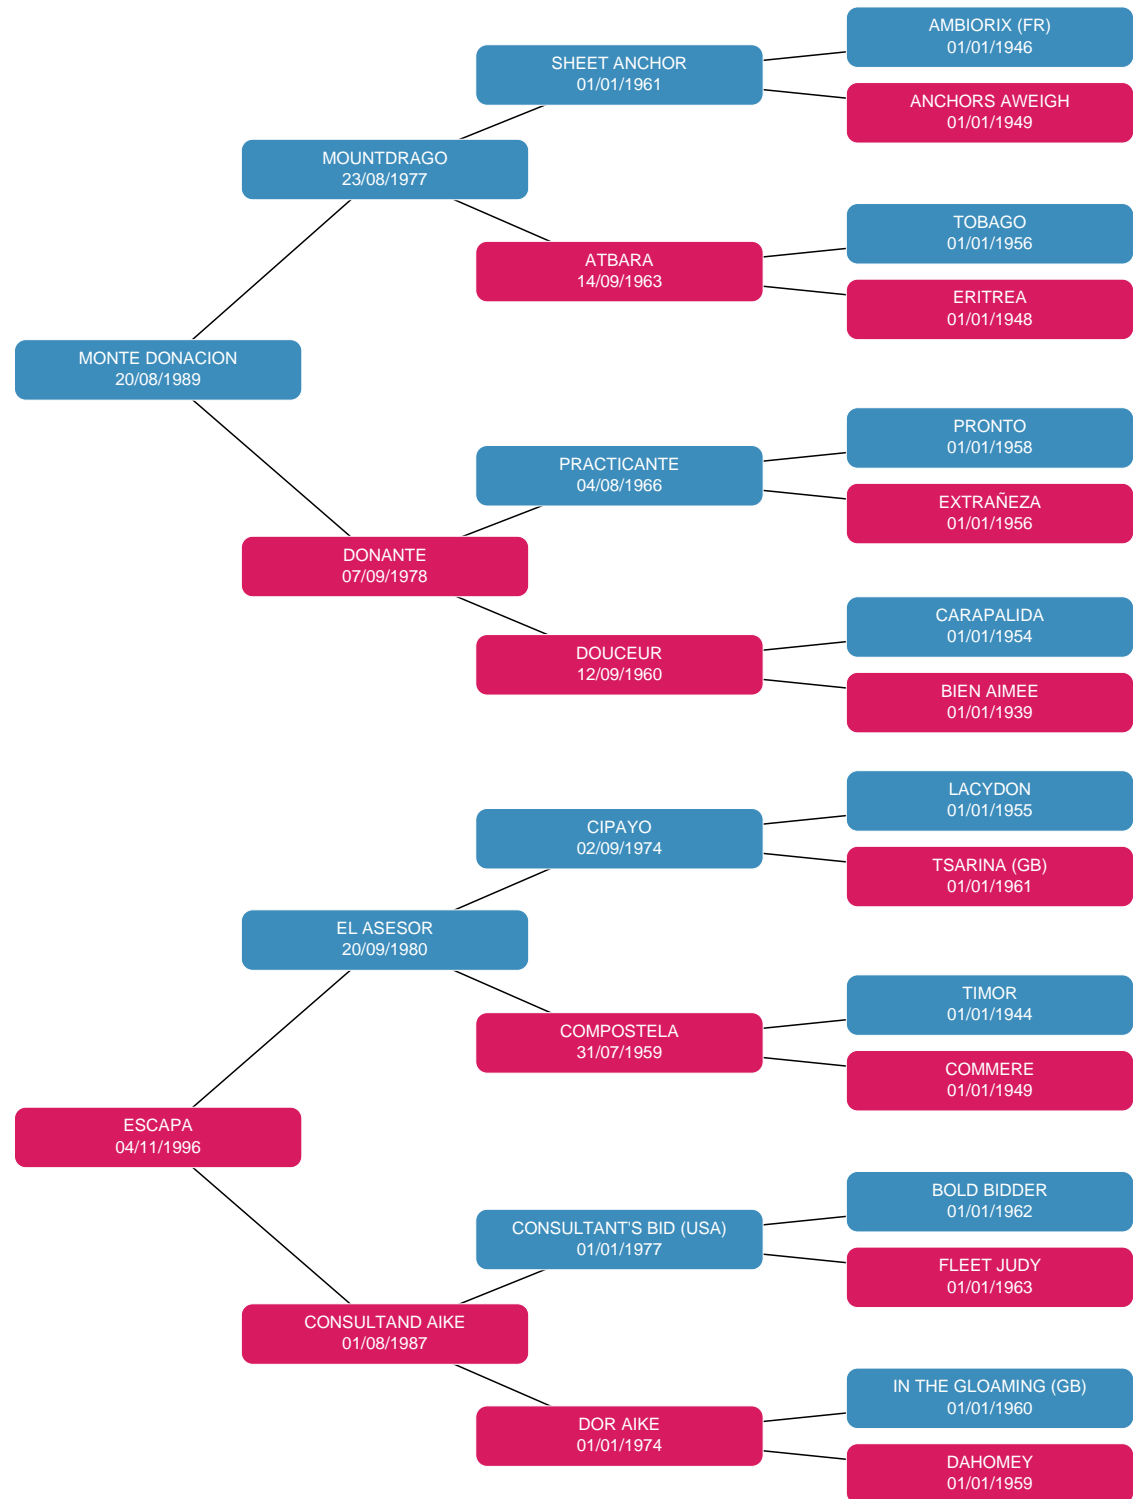 AMBIORIX (FR)
01/01/1946
SHEET ANCHOR
01/01/1961
ANCHORS AWEIGH
01/01/1949
MOUNTDRAGO
23/08/1977
TOBAGO
01/01/1956
ATBARA
14/09/1963
ERITREA
01/01/1948
MONTE DONACION
20/08/1989
PRONTO
01/01/1958
PRACTICANTE
04/08/1966
EXTRAÑEZA
01/01/1956
DONANTE
07/09/1978
CARAPALIDA
01/01/1954
DOUCEUR
12/09/1960
BIEN AIMEE
01/01/1939
LACYDON
01/01/1955
CIPAYO
02/09/1974
TSARINA (GB)
01/01/1961
EL ASESOR
20/09/1980
TIMOR
01/01/1944
COMPOSTELA
31/07/1959
COMMERE
01/01/1949
ESCAPA
04/11/1996
BOLD BIDDER
01/01/1962
CONSULTANT'S BID (USA)
01/01/1977
FLEET JUDY
01/01/1963
CONSULTAND AIKE
01/08/1987
IN THE GLOAMING (GB)
01/01/1960
DOR AIKE
01/01/1974
DAHOMEY
01/01/1959